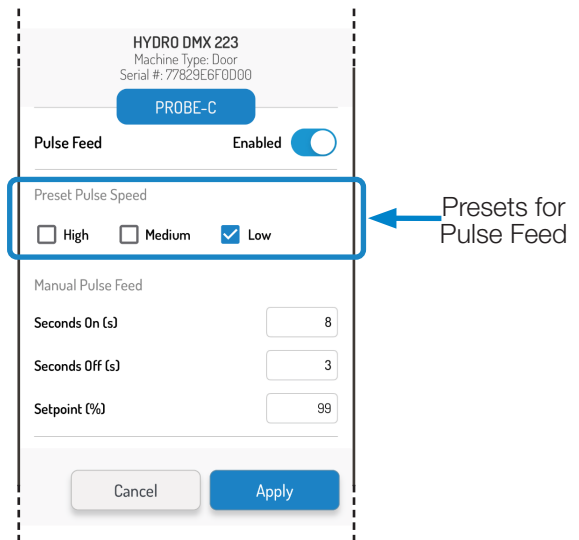 HYDRO DMX 223
Machine Type: Door
Serial #: 77829E6F0D00
PROBE-C
Pulse Feed Enabled
Preset Pulse Speed
High Medium Low
Presets for
Pulse Feed
Manual Pulse Feed
Seconds On (s) 8
Seconds Off (s) 3
Setpoint (%) 99
Cancel Apply